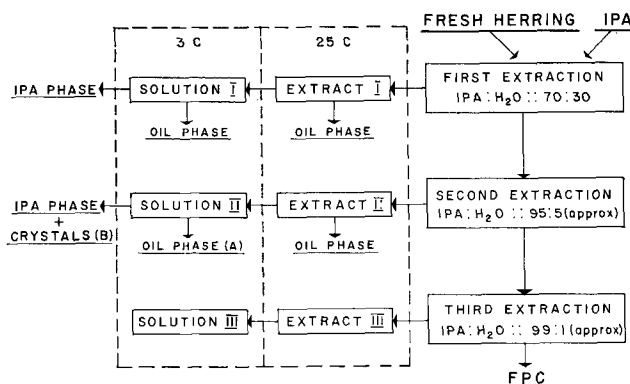 3 C
25 C
FRESH HERRING
IPA
IPA PHASE
SOLUTION I
EXTRACT I
FIRST EXTRACTION
IPA:H₂O::70:30
OIL PHASE
OIL PHASE
IPA PHASE
+
CRYSTALS (B)
SOLUTION II
EXTRACT II
SECOND EXTRACTION
IPA:H₂O::95:5 (approx)
OIL PHASE (A)
OIL PHASE
SOLUTION III
EXTRACT III
THIRD EXTRACTION
IPA:H₂O::99:1 (approx)
FPC